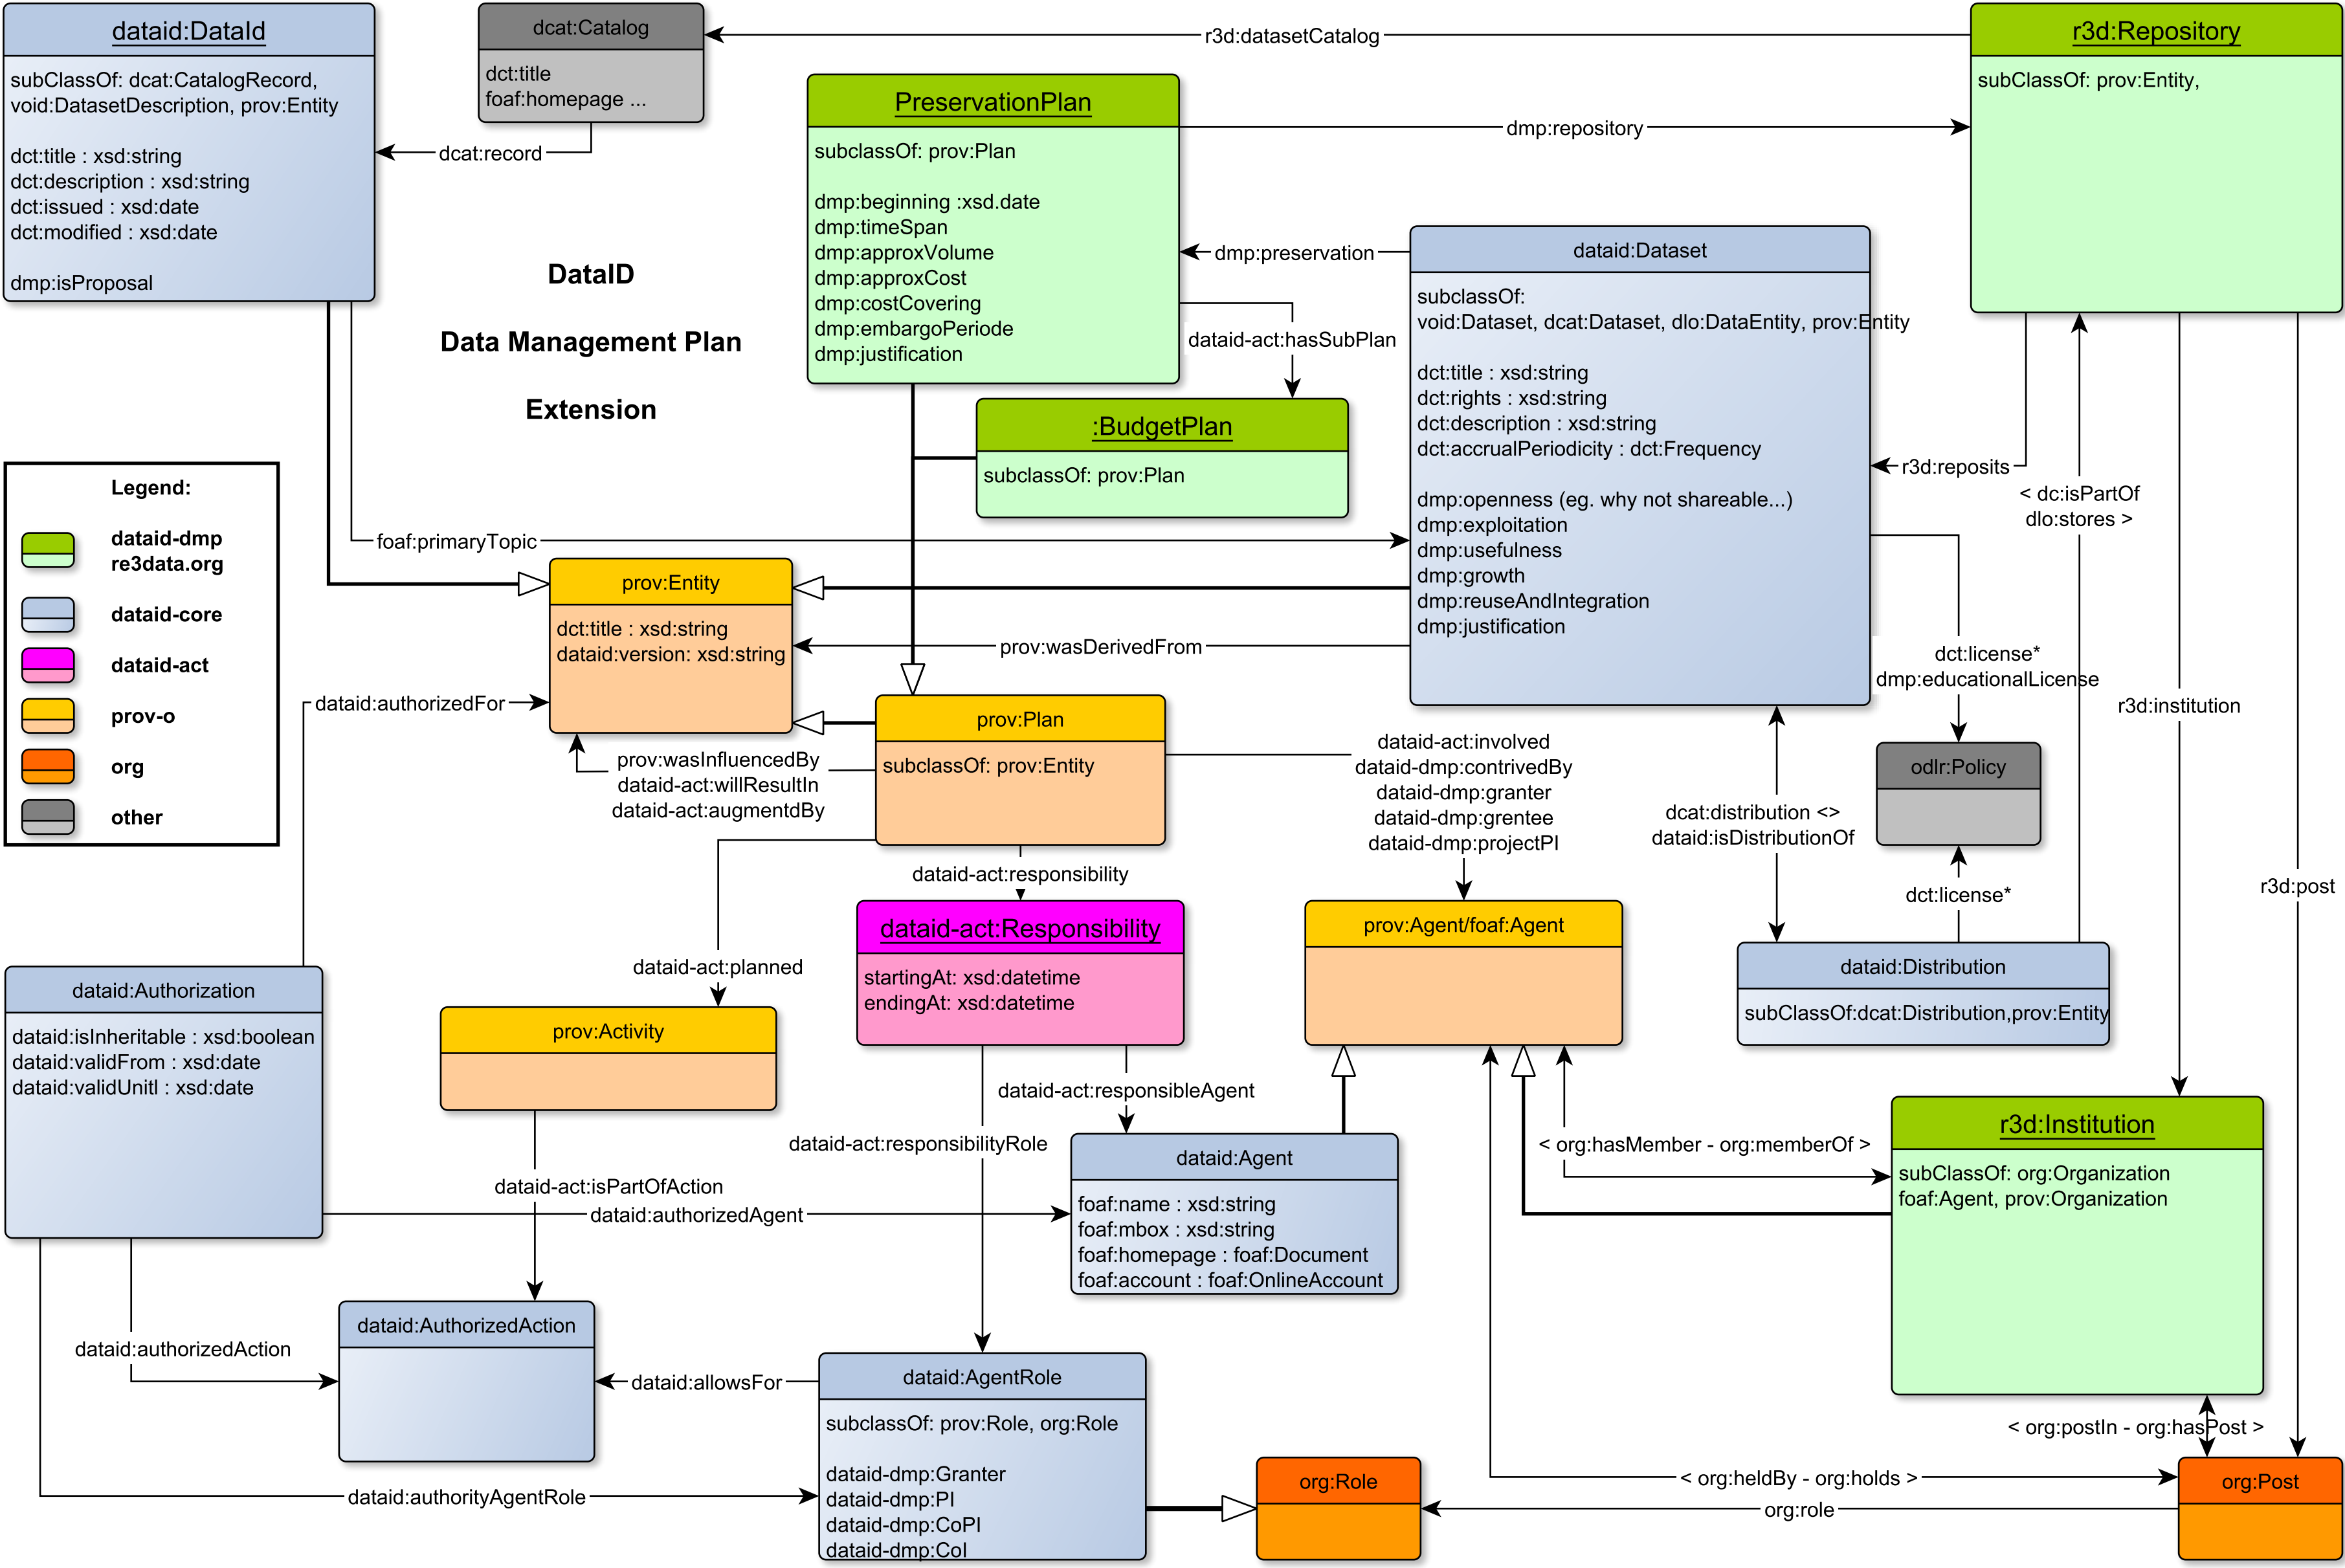 dataid:DataId
subClassOf: dcat:CatalogRecord,
void:DatasetDescription, prov:Entity
dct:title : xsd:string
dct:description : xsd:string
dct:issued : xsd:date
dct:modified : xsd:date
dmp:isProposal
dcat:Catalog
dct:title
foaf:homepage ...
r3d:datasetCatalog
dcat:record
r3d:Repository
subClassOf: prov:Entity,
PreservationPlan
subclassOf: prov:Plan
dmp:beginning :xsd.date
dmp:timeSpan
dmp:approxVolume
dmp:approxCost
dmp:costCovering
dmp:embargoPeriode
dmp:justification
dmp:repository
dmp:preservation
dataid-act:hasSubPlan
DataID
Data Management Plan
Extension
:BudgetPlan
subclassOf: prov:Plan
dataid:Dataset
subclassOf:
void:Dataset, dcat:Dataset, dlo:DataEntity, prov:Entity
dct:title : xsd:string
dct:rights : xsd:string
dct:description : xsd:string
dct:accrualPeriodicity : dct:Frequency
dmp:openness (eg. why not shareable...)
dmp:exploitation
dmp:usefulness
dmp:growth
dmp:reuseAndIntegration
dmp:justification
r3d:reposits
< dc:isPartOf
dlo:stores >
Legend:
dataid-dmp
re3data.org
dataid-core
dataid-act
prov-o
org
other
foaf:primaryTopic
prov:Entity
dct:title : xsd:string
dataid:version: xsd:string
prov:wasDerivedFrom
dataid:authorizedFor
prov:Plan
subclassOf: prov:Entity
prov:wasInfluencedBy
dataid-act:willResultIn
dataid-act:augmentdBy
dataid-act:involved
dataid-dmp:contrivedBy
dataid-dmp:granter
dataid-dmp:grentee
dataid-dmp:projectPI
dct:license*
dmp:educationalLicense
r3d:institution
odlr:Policy
dcat:distribution <>
dataid:isDistributionOf
dct:license*
r3d:post
dataid-act:responsibility
dataid-act:Responsibility
startingAt: xsd:datetime
endingAt: xsd:datetime
prov:Agent/foaf:Agent
dataid:Distribution
subClassOf:dcat:Distribution,prov:Entity
dataid-act:planned
dataid:Authorization
dataid:isInheritable : xsd:boolean
dataid:validFrom : xsd:date
dataid:validUnitl : xsd:date
prov:Activity
dataid-act:responsibleAgent
dataid-act:responsibilityRole
dataid:Agent
foaf:name : xsd:string
foaf:mbox : xsd:string
foaf:homepage : foaf:Document
foaf:account : foaf:OnlineAccount
< org:hasMember - org:memberOf >
r3d:Institution
subClassOf: org:Organization
foaf:Agent, prov:Organization
dataid-act:isPartOfAction
dataid:authorizedAgent
dataid:AuthorizedAction
dataid:authorizedAction
dataid:allowsFor
dataid:AgentRole
subclassOf: prov:Role, org:Role
dataid-dmp:Granter
dataid-dmp:PI
dataid-dmp:CoPI
dataid-dmp:CoI
dataid:authorityAgentRole
org:Role
< org:postIn - org:hasPost >
< org:heldBy - org:holds >
org:role
org:Post